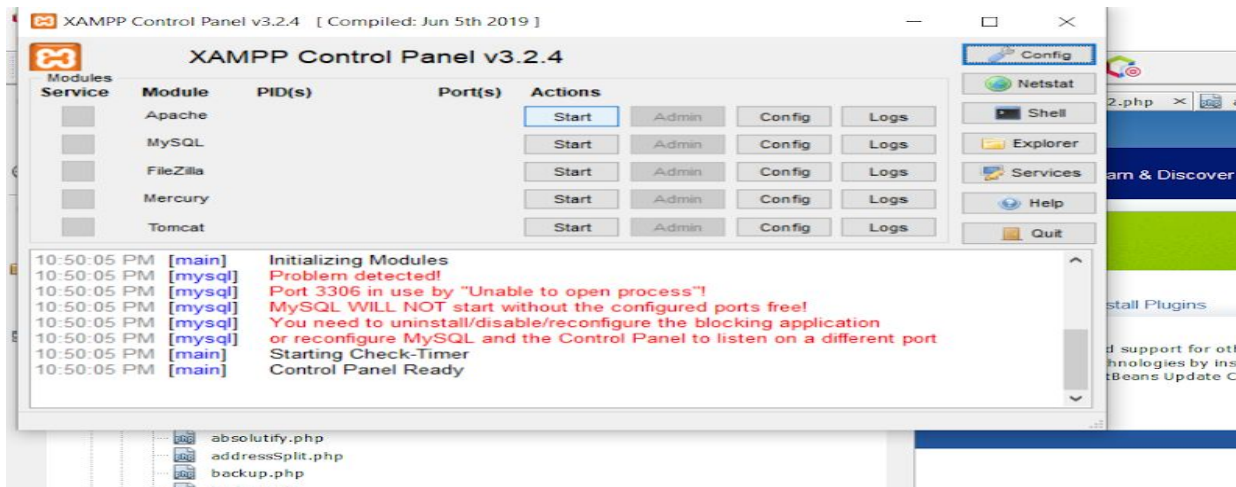 XAMPP Control Panel v3.2.4 [ Compiled: Jun 5th 2019 ]
XAMPP Control Panel v3.2.4
Config
Modules
Service Module PID(s) Port(s) Actions
Netstat
Apache Start Admin Config Logs
Shell
MySQL Start Admin Config Logs
Explorer
FileZilla Start Admin Config Logs
Services
Mercury Start Admin Config Logs
Help
Tomcat Start Admin Config Logs
Quit
10:50:05 PM [main] Initializing Modules
10:50:05 PM [mysql] Problem detected!
10:50:05 PM [mysql] Port 3306 in use by "Unable to open process"!
10:50:05 PM [mysql] MySQL WILL NOT start without the configured ports free!
10:50:05 PM [mysql] You need to uninstall/disable/reconfigure the blocking application
10:50:05 PM [mysql] or reconfigure MySQL and the Control Panel to listen on a different port
10:50:05 PM [main] Starting Check-Timer
10:50:05 PM [main] Control Panel Ready
2.php
arn & Discover
stall Plugins
d support for oth
hnologies by ins
tBeans Update C
absolutify.php
addressSplit.php
backup.php